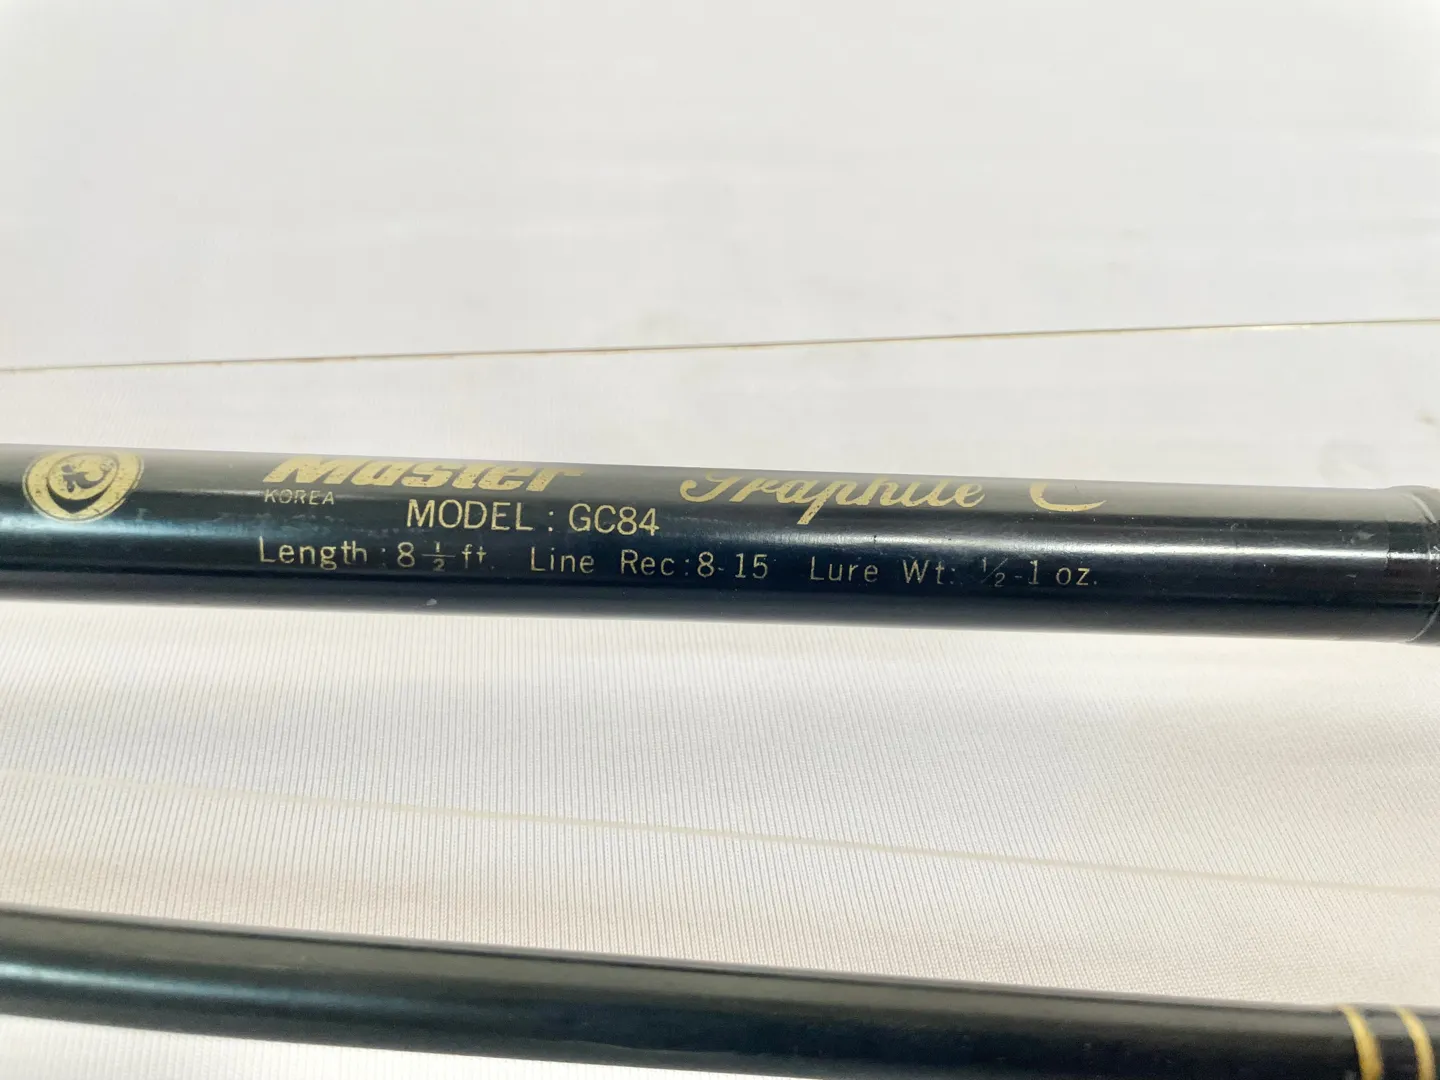 Master Graphite C
KOREA
MODEL : GC84
Length : 8 1/2 ft. Line Rec: 8-15 Lure Wt: 1/2-1 oz.